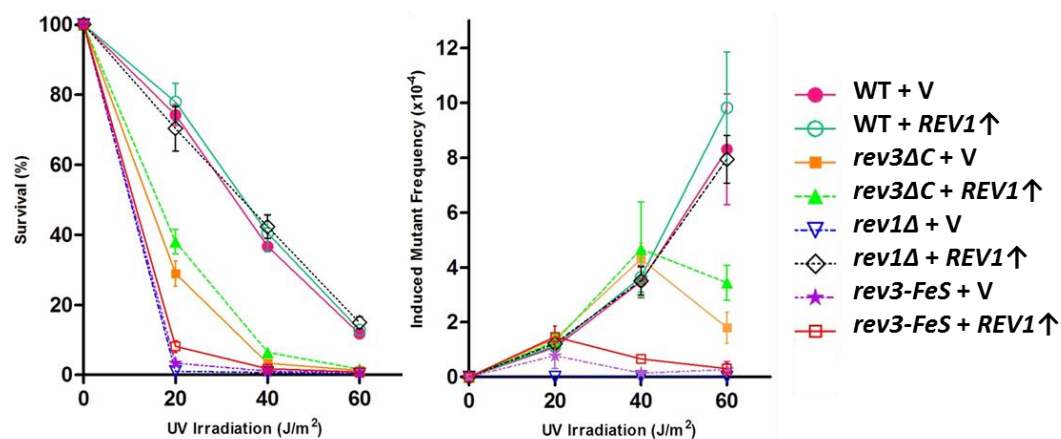 Survival (%)
100
80
60
40
20
0
0 20 40 60
UV Irradiation (J/m²)
Induced Mutant Frequency (x10⁻⁴)
12
10
8
6
4
2
0
0 20 40 60
UV Irradiation (J/m²)
WT + V
WT + REV1↑
rev3ΔC + V
rev3ΔC + REV1↑
rev1Δ + V
rev1Δ + REV1↑
rev3-FeS + V
rev3-FeS + REV1↑